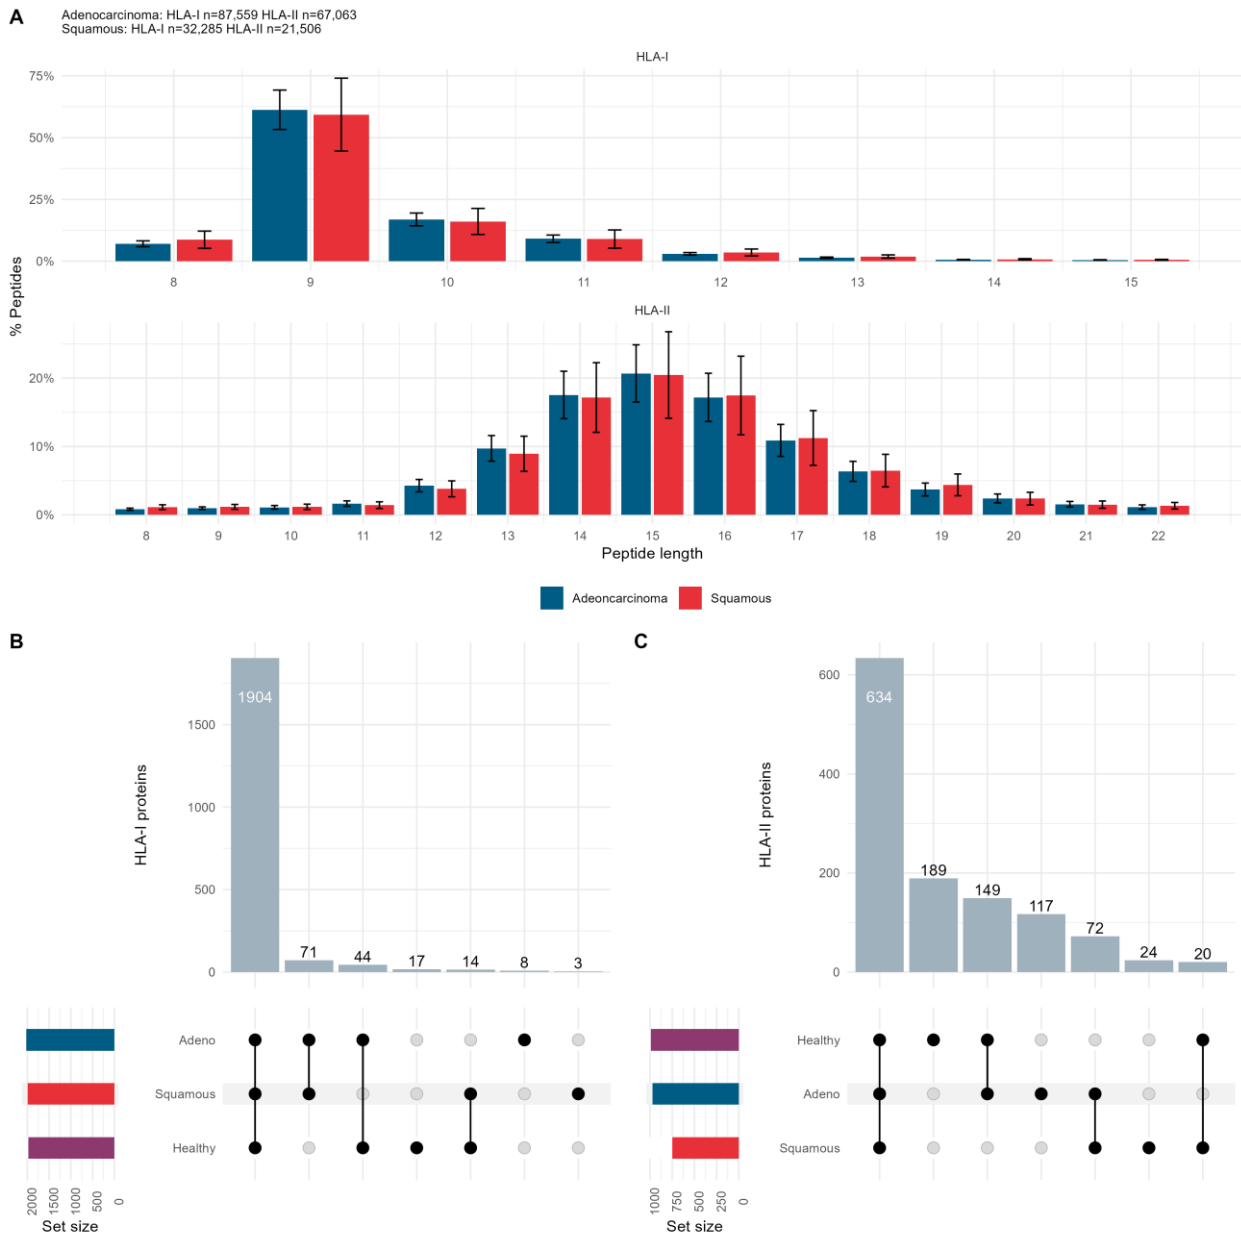 A
Adenocarcinoma: HLA-I n=87,559 HLA-II n=67,063
Squamous: HLA-I n=32,285 HLA-II n=21,506
HLA-I
75%
50%
25%
0%
8 9 10 11 12 13 14 15
% Peptides
HLA-II
20%
10%
0%
8 9 10 11 12 13 14 15 16 17 18 19 20 21 22
Peptide length
Adeoncarcinoma Squamous
B
HLA-I proteins
1500
1000
500
0
1904 71 44 17 14 8 3
Adeno
Squamous
Healthy
2000 1500 1000 500 0
Set size
C
HLA-II proteins
600
400
200
0
634 189 149 117 72 24 20
Healthy
Adeno
Squamous
1000 750 500 250 0
Set size